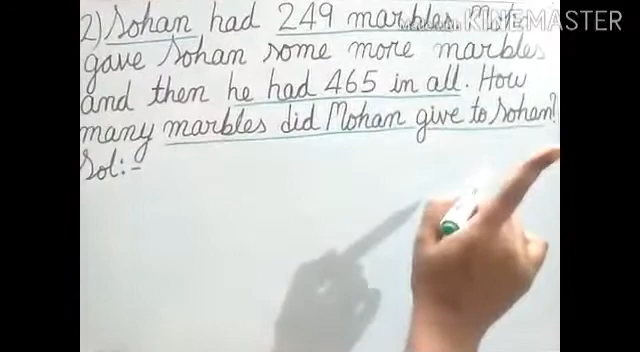 2) Sohan had 249 marbles
gave Sohan some more marbles
and then he had 465 in all. How
many marbles did Mohan give to Sohan?
Sol:-
KINEMASTER